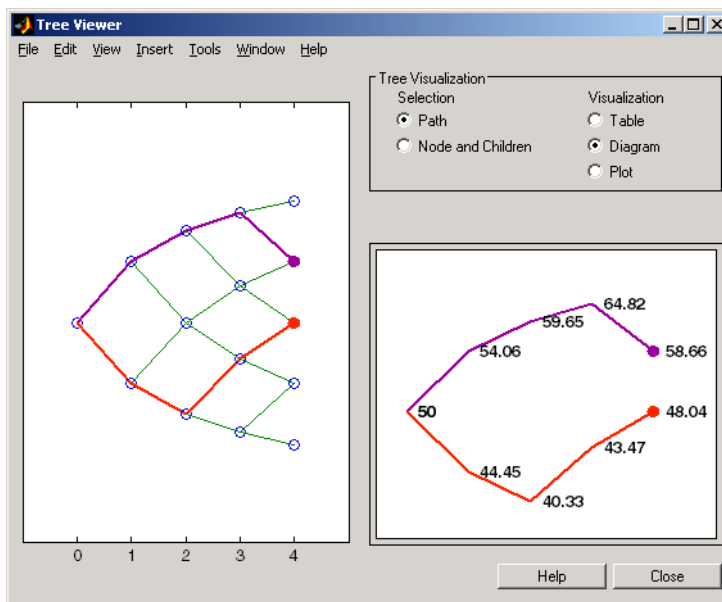 Tree Viewer
File Edit View Insert Tools Window Help
Tree Visualization
Selection
Path
Node and Children
Visualization
Table
Diagram
Plot
0 1 2 3 4
64.82
59.65
54.06
58.66
50
48.04
43.47
44.45
40.33
Help Close